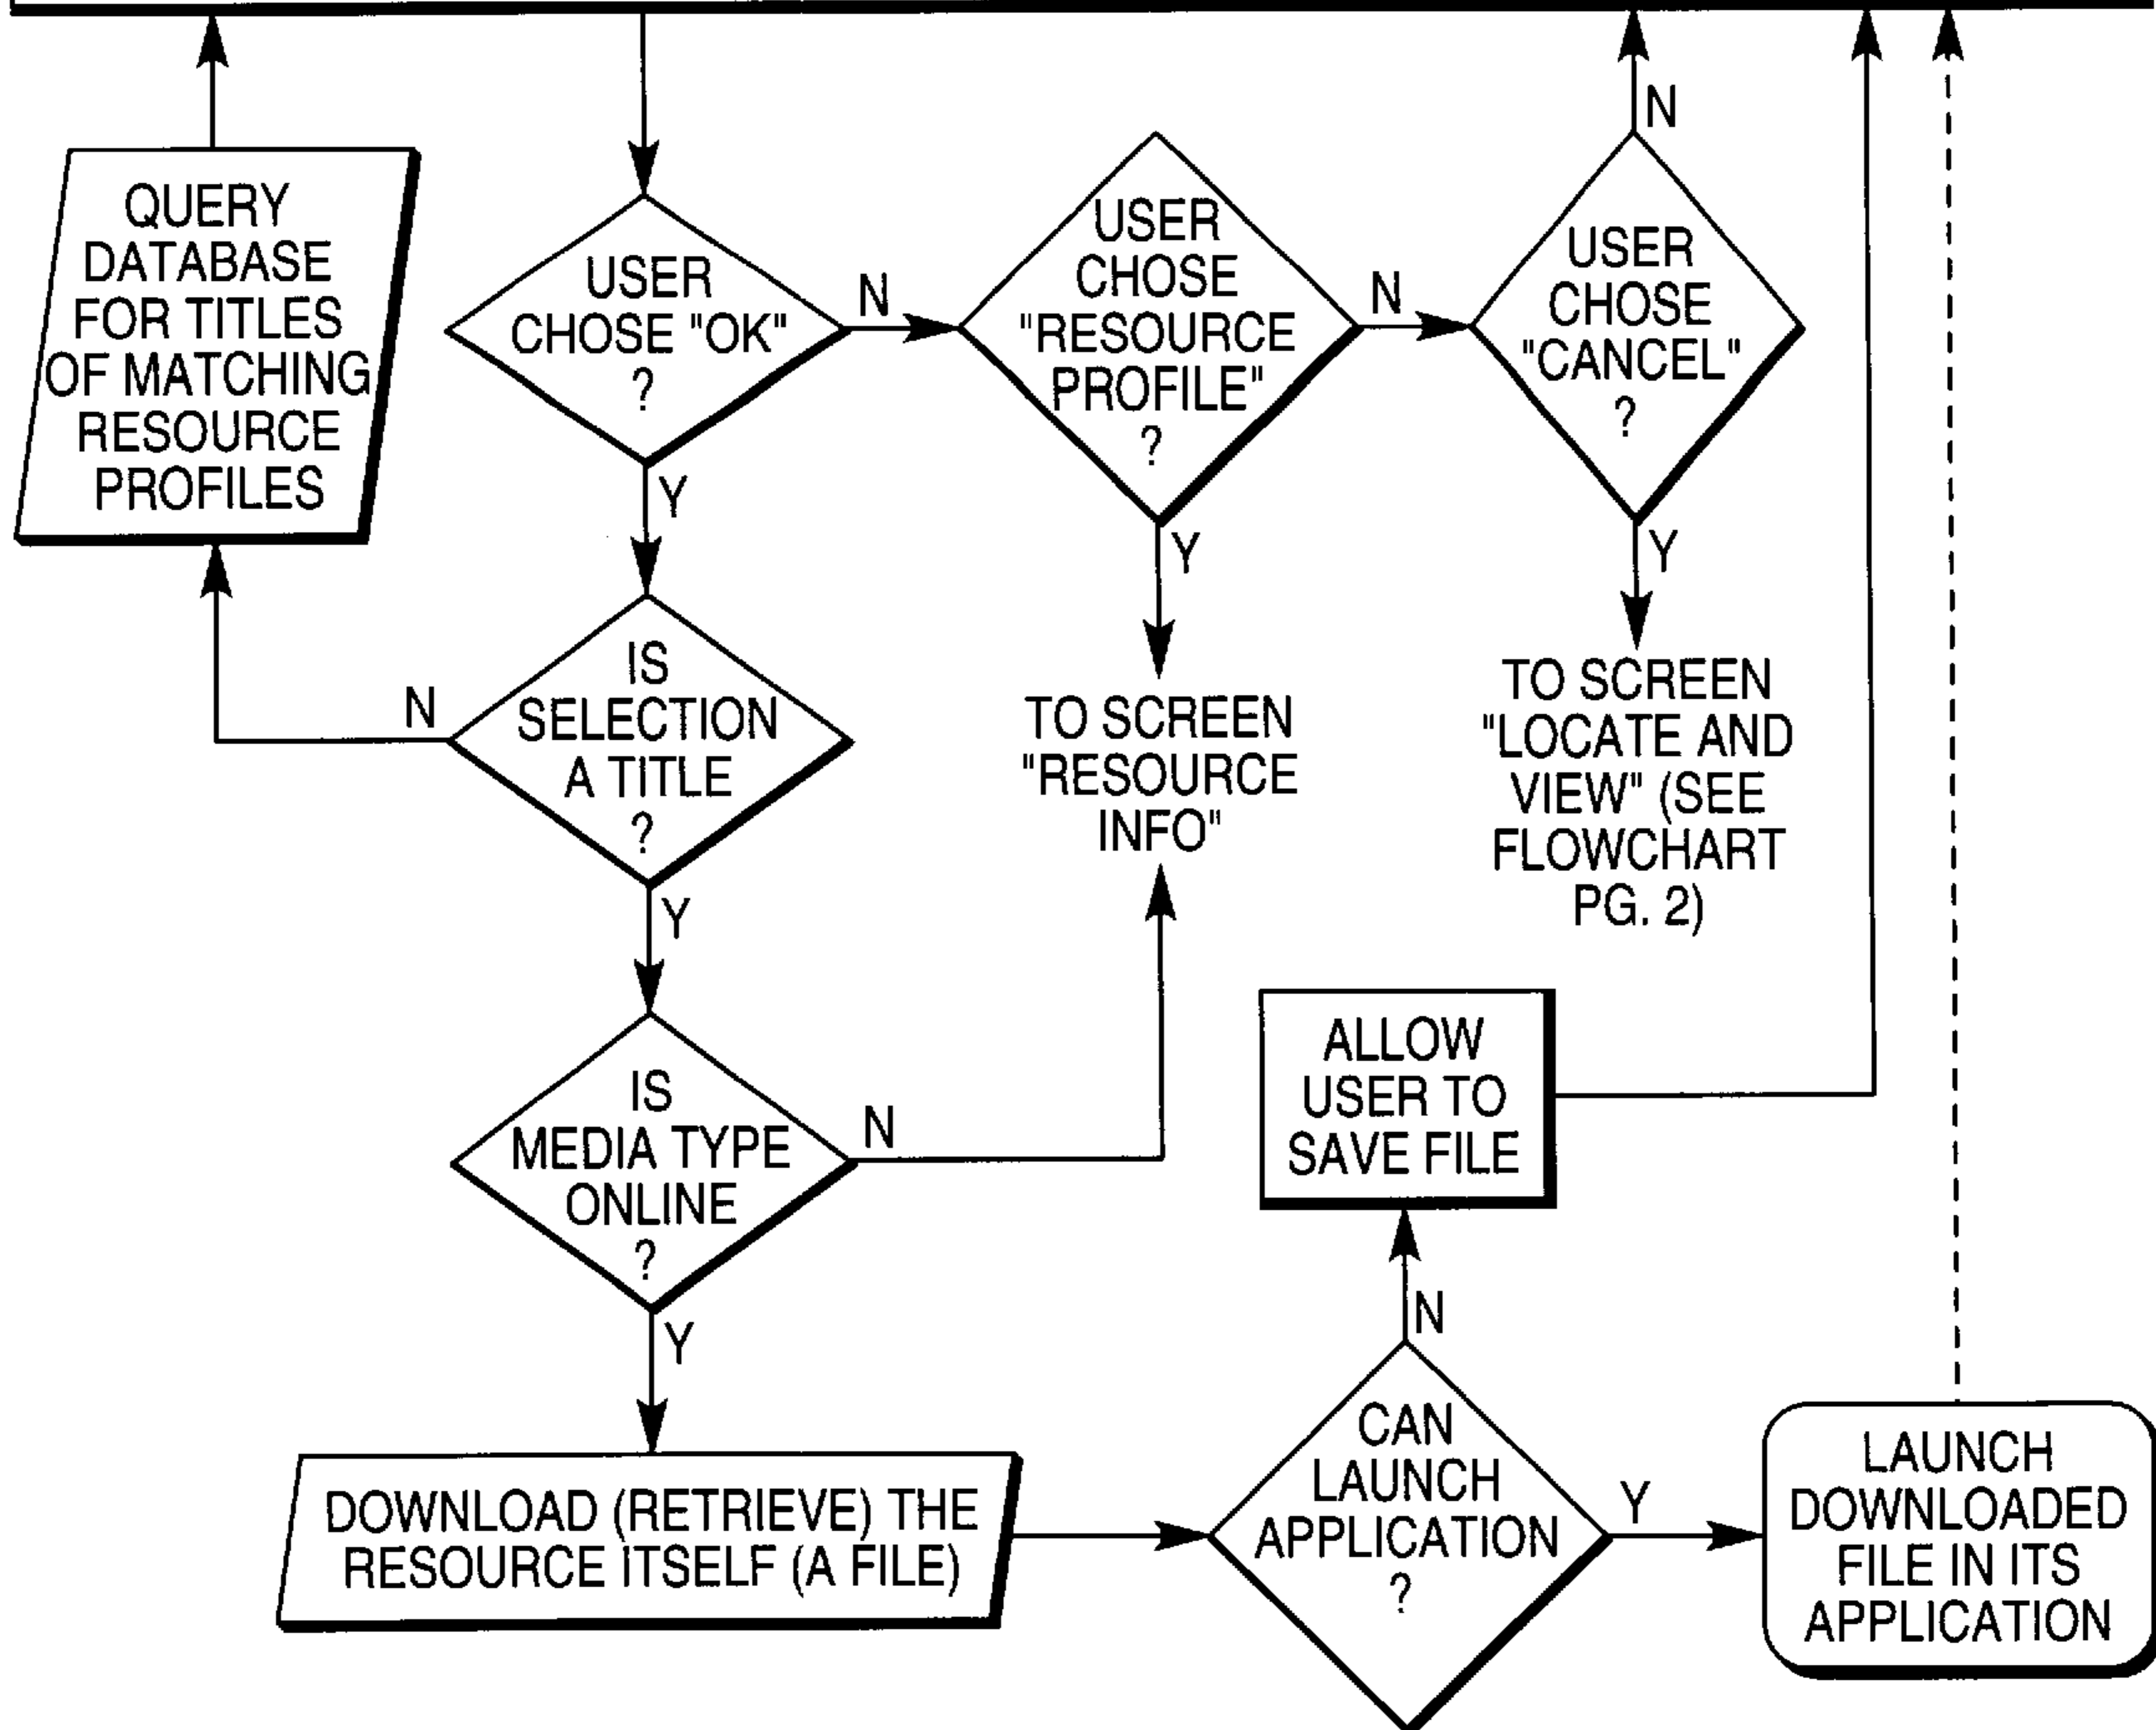 QUERY
DATABASE
FOR TITLES
OF MATCHING
RESOURCE
PROFILES
USER
CHOSE "OK"
?
N
Y
USER
CHOSE
"RESOURCE
PROFILE"
?
N
Y
USER
CHOSE
"CANCEL"
?
N
Y
IS
SELECTION
A TITLE
?
N
Y
TO SCREEN
"RESOURCE
INFO"
TO SCREEN
"LOCATE AND
VIEW" (SEE
FLOWCHART
PG. 2)
IS
MEDIA TYPE
ONLINE
?
N
Y
ALLOW
USER TO
SAVE FILE
DOWNLOAD (RETRIEVE) THE
RESOURCE ITSELF (A FILE)
CAN
LAUNCH
APPLICATION
?
N
Y
LAUNCH
DOWNLOADED
FILE IN ITS
APPLICATION